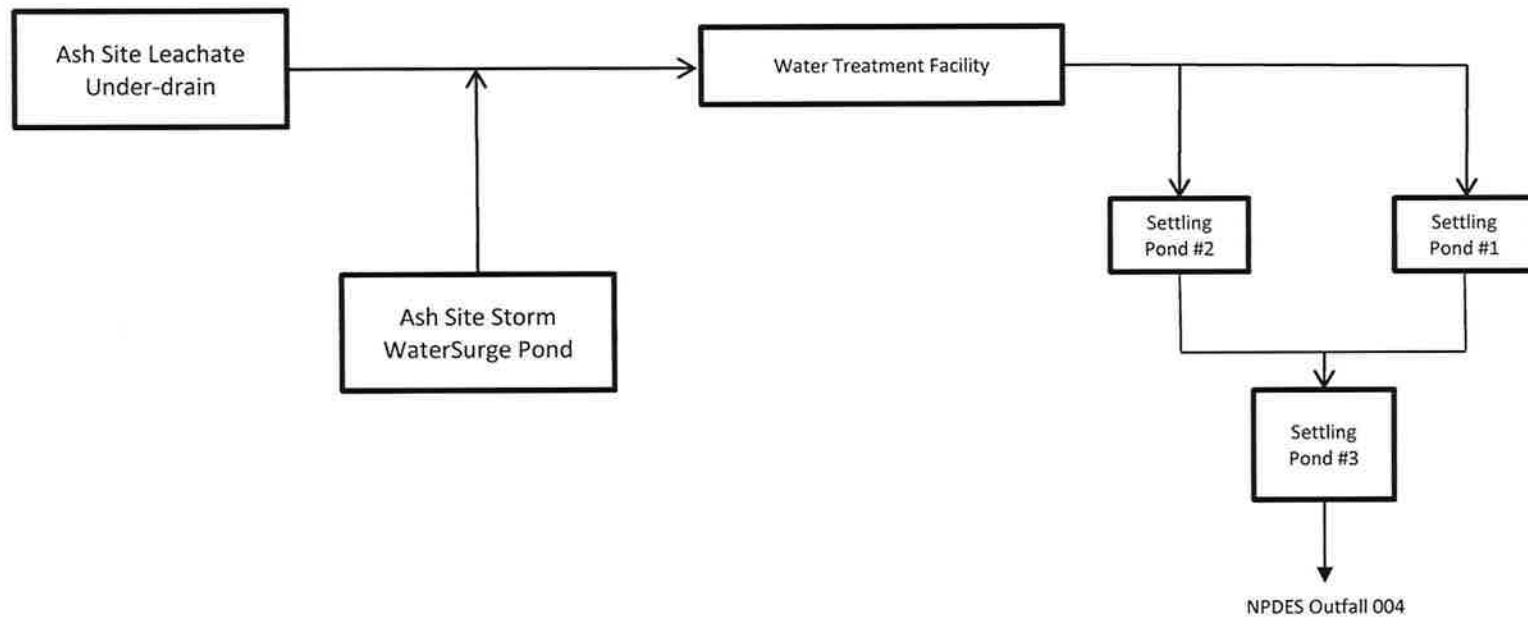 Ash Site Leachate
Under-drain
Water Treatment Facility
Settling
Pond #2
Settling
Pond #1
Ash Site Storm
WaterSurge Pond
Settling
Pond #3
NPDES Outfall 004